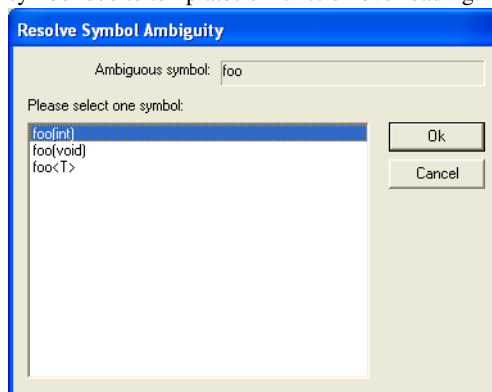 Resolve Symbol Ambiguity
Ambiguous symbol: foo
Please select one symbol:
foo(int)
foo(void)
foo<T>
Ok
Cancel